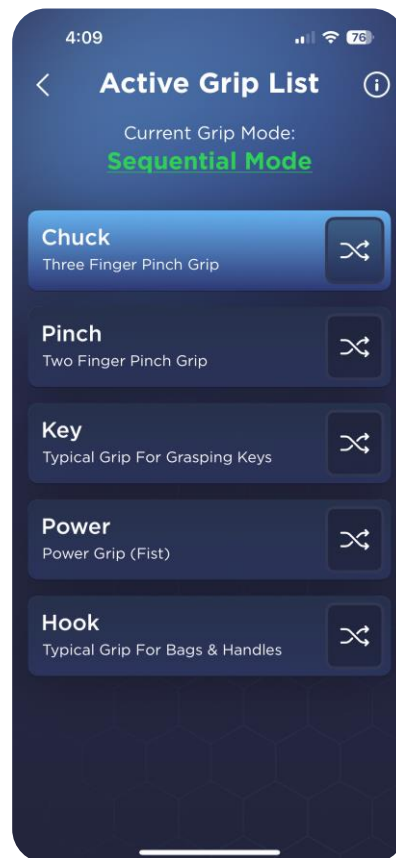 4:09
76
Active Grip List
Current Grip Mode:
Sequential Mode
Chuck
Three Finger Pinch Grip
Pinch
Two Finger Pinch Grip
Key
Typical Grip For Grasping Keys
Power
Power Grip (Fist)
Hook
Typical Grip For Bags & Handles